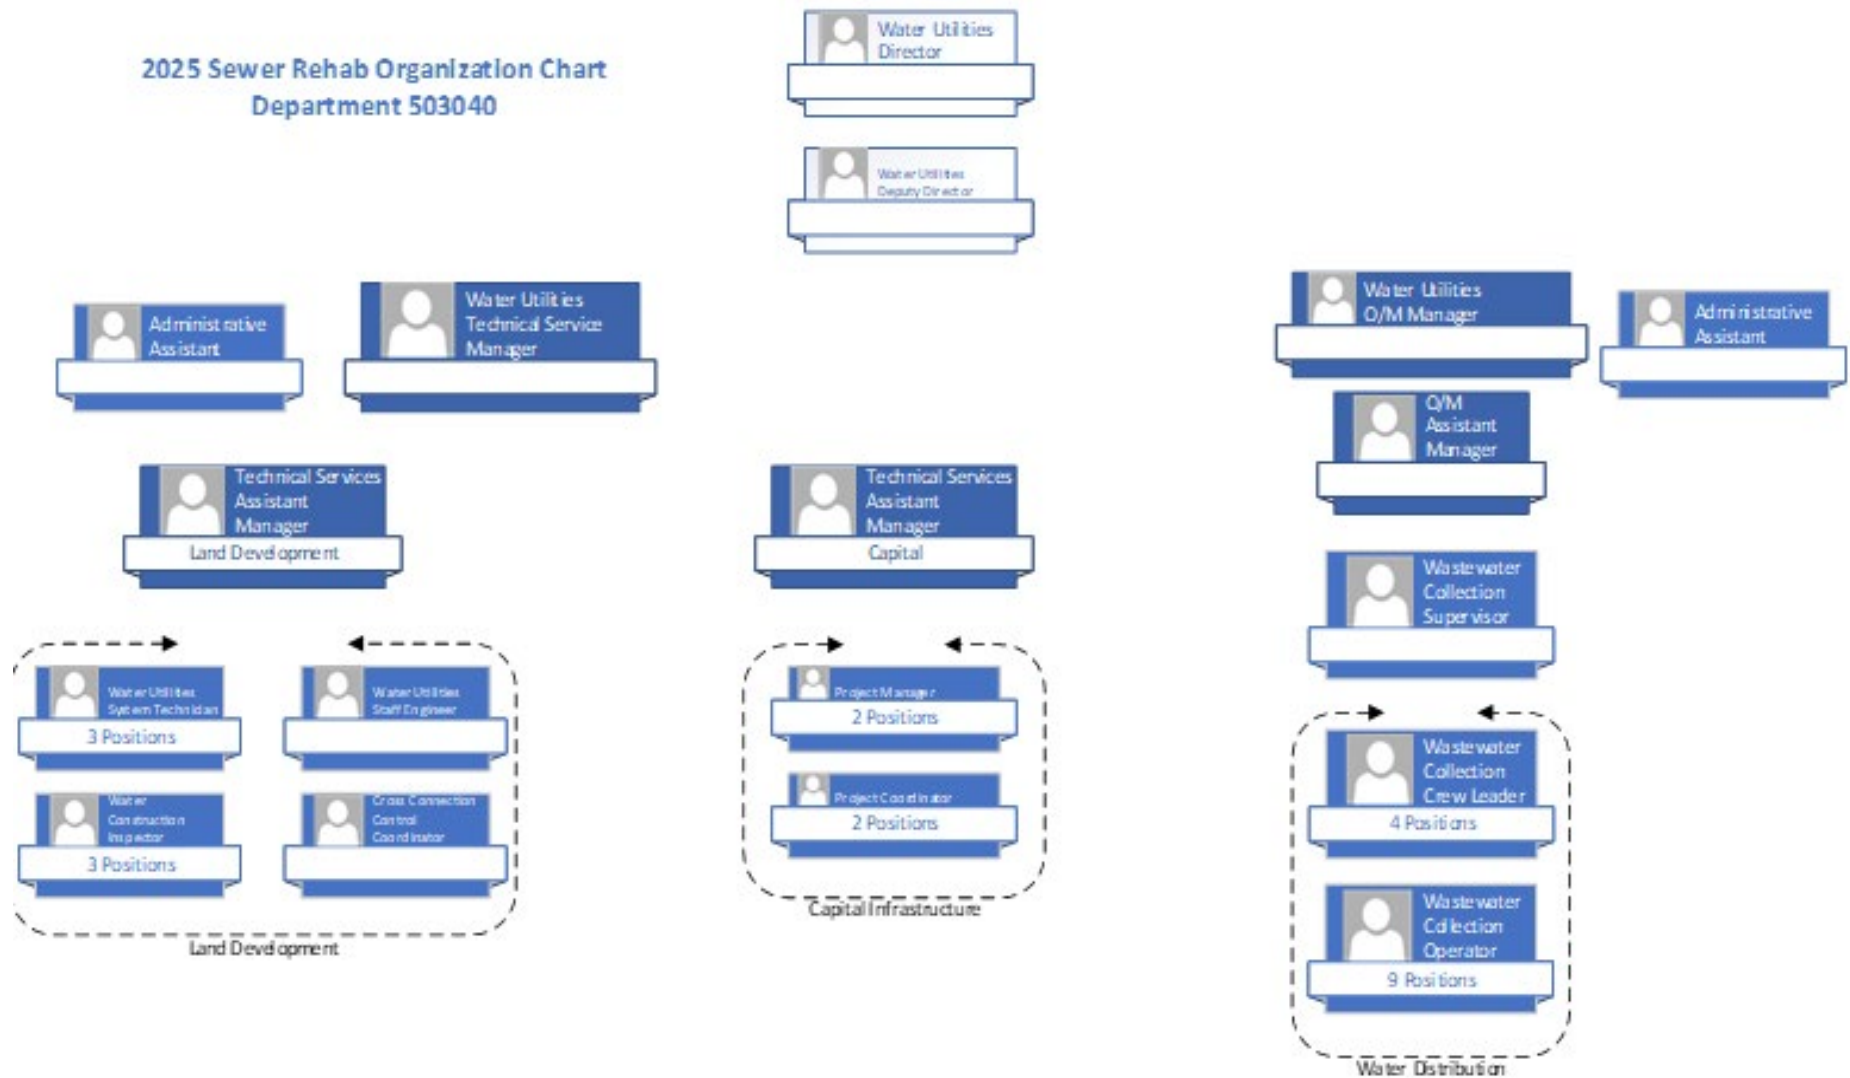 2025 Sewer Rehab Organization Chart
Department 503040
Water Utilities
Director
Water Utilities
Deputy Director
Administrative
Assistant
Water Utilities
Technical Service
Manager
Water Utilities
O/M Manager
Administrative
Assistant
O/M
Assistant
Manager
Technical Services
Assistant
Manager
Land Development
Technical Services
Assistant
Manager
Capital
Wastewater
Collection
Supervisor
Water Utilities
System Technician
3 Positions
Water Utilities
Staff Engineer
Water
Construction
Inspector
3 Positions
Cross Connection
Control
Coordinator
Land Development
Project Manager
2 Positions
Project Coordinator
2 Positions
Capital Infrastructure
Wastewater
Collection
Crew Leader
4 Positions
Wastewater
Collection
Operator
9 Positions
Water Distribution